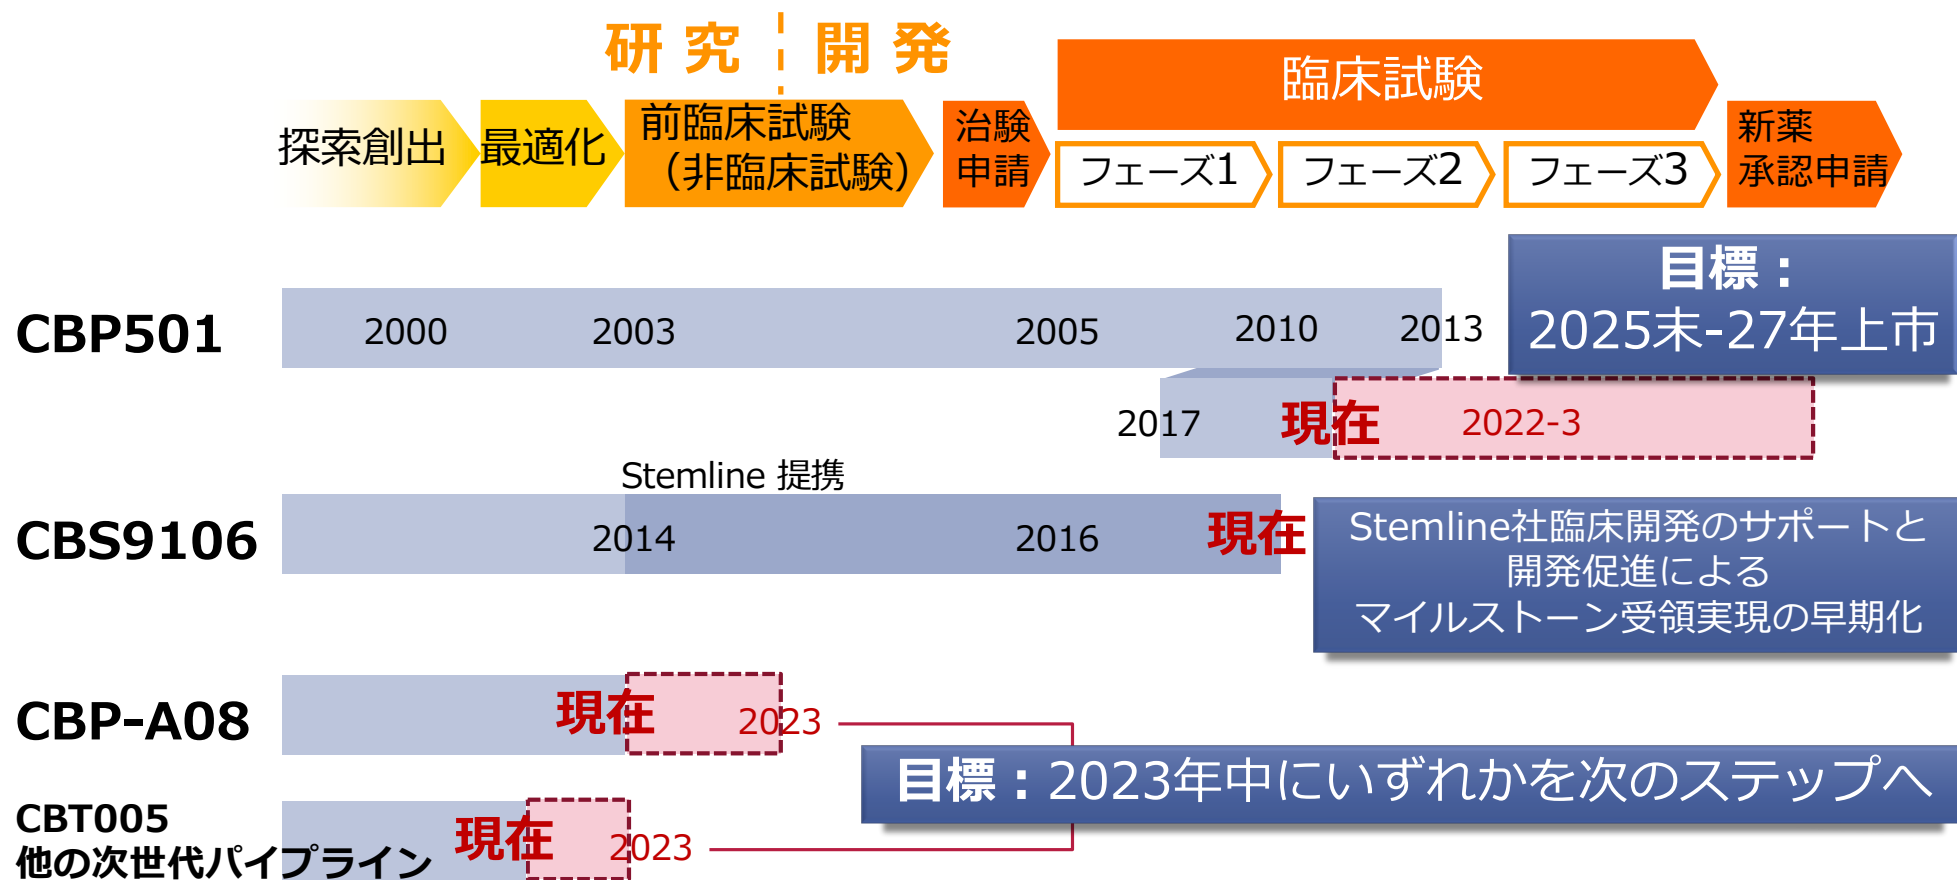 研究 開発
探索創出
最適化
前臨床試験
（非臨床試験）
治験
申請
臨床試験
フェーズ1
フェーズ2
フェーズ3
新薬
承認申請
CBP501
2000
2003
2005
2010
2013
目標：
2025末-27年上市
2017
現在
2022-3
Stemline 提携
CBS9106
2014
2016
現在
Stemline社臨床開発のサポートと
開発促進による
マイルストーン受領実現の早期化
CBP-A08
現在
2023
目標：2023年中にいずれかを次のステップへ
CBT005
他の次世代パイプライン
現在
2023